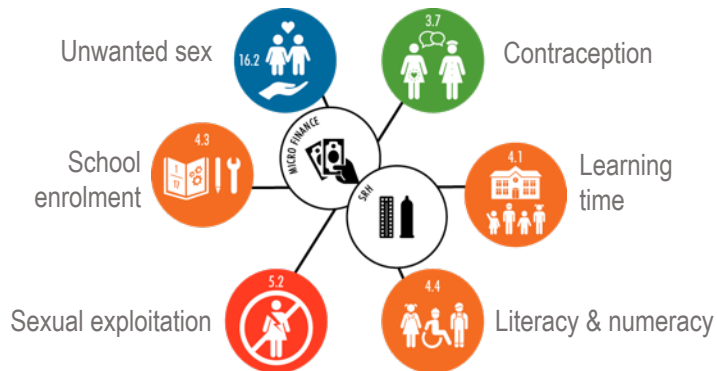 Unwanted sex
16.2
3.7
Contraception
MICRO FINANCE
School
enrolment
4.3
SRH
4.1
Learning
time
Sexual exploitation
5.2
4.4
Literacy & numeracy